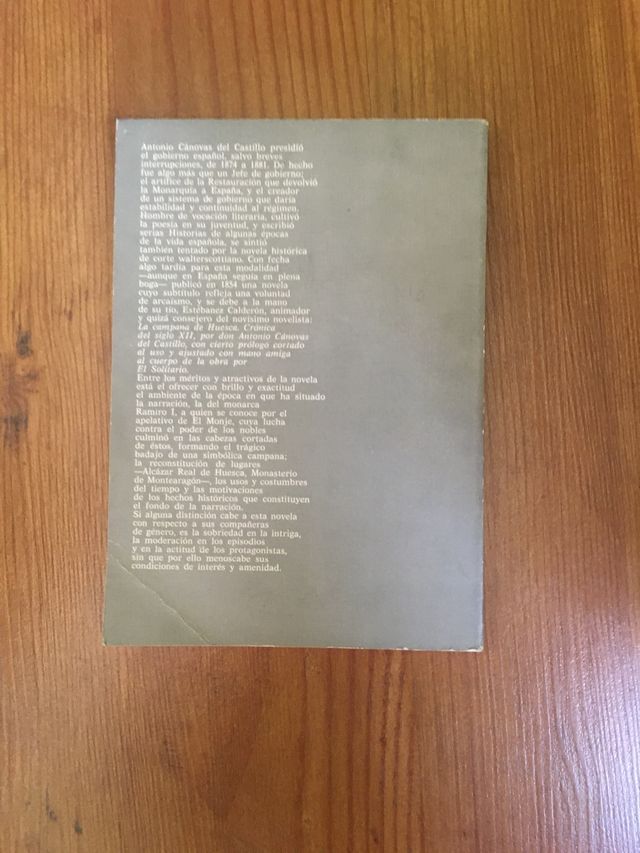 Antonio Cánovas del Castillo presidió
el gobierno español, salvo breves
interrupciones, de 1874 a 1881. De hecho
fue algo más que un Jefe de gobierno;
el artífice de la Restauración que devolvió
la Monarquía a España, y el creador
de un sistema de gobierno que daría
estabilidad y continuidad al régimen.
Hombre de vocación literaria, cultivó
la poesía en su juventud, y escribió
serias Historias de algunas épocas
de la vida española, se sintió
también tentado por la novela histórica
de corte walterscottiano. Con fecha
algo tardía para esta modalidad
—aunque en España seguía en plena
boga— publicó en 1854 una novela
cuyo subtítulo refleja una voluntad
de arcaísmo, y se debe a la mano
de su tío, Estébanez Calderón, animador
y quizá consejero del novísimo novelista:
La campana de Huesca. Crónica
del siglo XII, por don Antonio Cánovas
del Castillo, con cierto prólogo cortado
al uso y ajustado con mano amiga
al cuerpo de la obra por
El Solitario.
Entre los méritos y atractivos de la novela
está el ofrecer con brillo y exactitud
el ambiente de la época en que ha situado
la narración, la del monarca
Ramiro I, a quien se conoce por el
apelativo de El Monje, cuya lucha
contra el poder de los nobles
culminó en las cabezas cortadas
de éstos, formando el trágico
badajo de una simbólica campana;
la reconstitución de lugares
—Alcázar Real de Huesca, Monasterio
de Montearagón—, los usos y costumbres
del tiempo y las motivaciones
de los hechos históricos que constituyen
el fondo de la narración.
Si alguna distinción cabe a esta novela
con respecto a sus compañeras
de género, es la sobriedad en la intriga,
la moderación en los episodios
y en la actitud de los protagonistas,
sin que por ello menoscabe sus
condiciones de interés y amenidad.